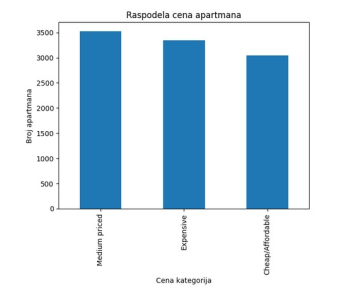 Raspodela cena apartmana
3500
3000
2500
2000
1500
1000
500
0
Broj apartmana
Medium priced
Expensive
Cheap/Affordable
Cena kategorija